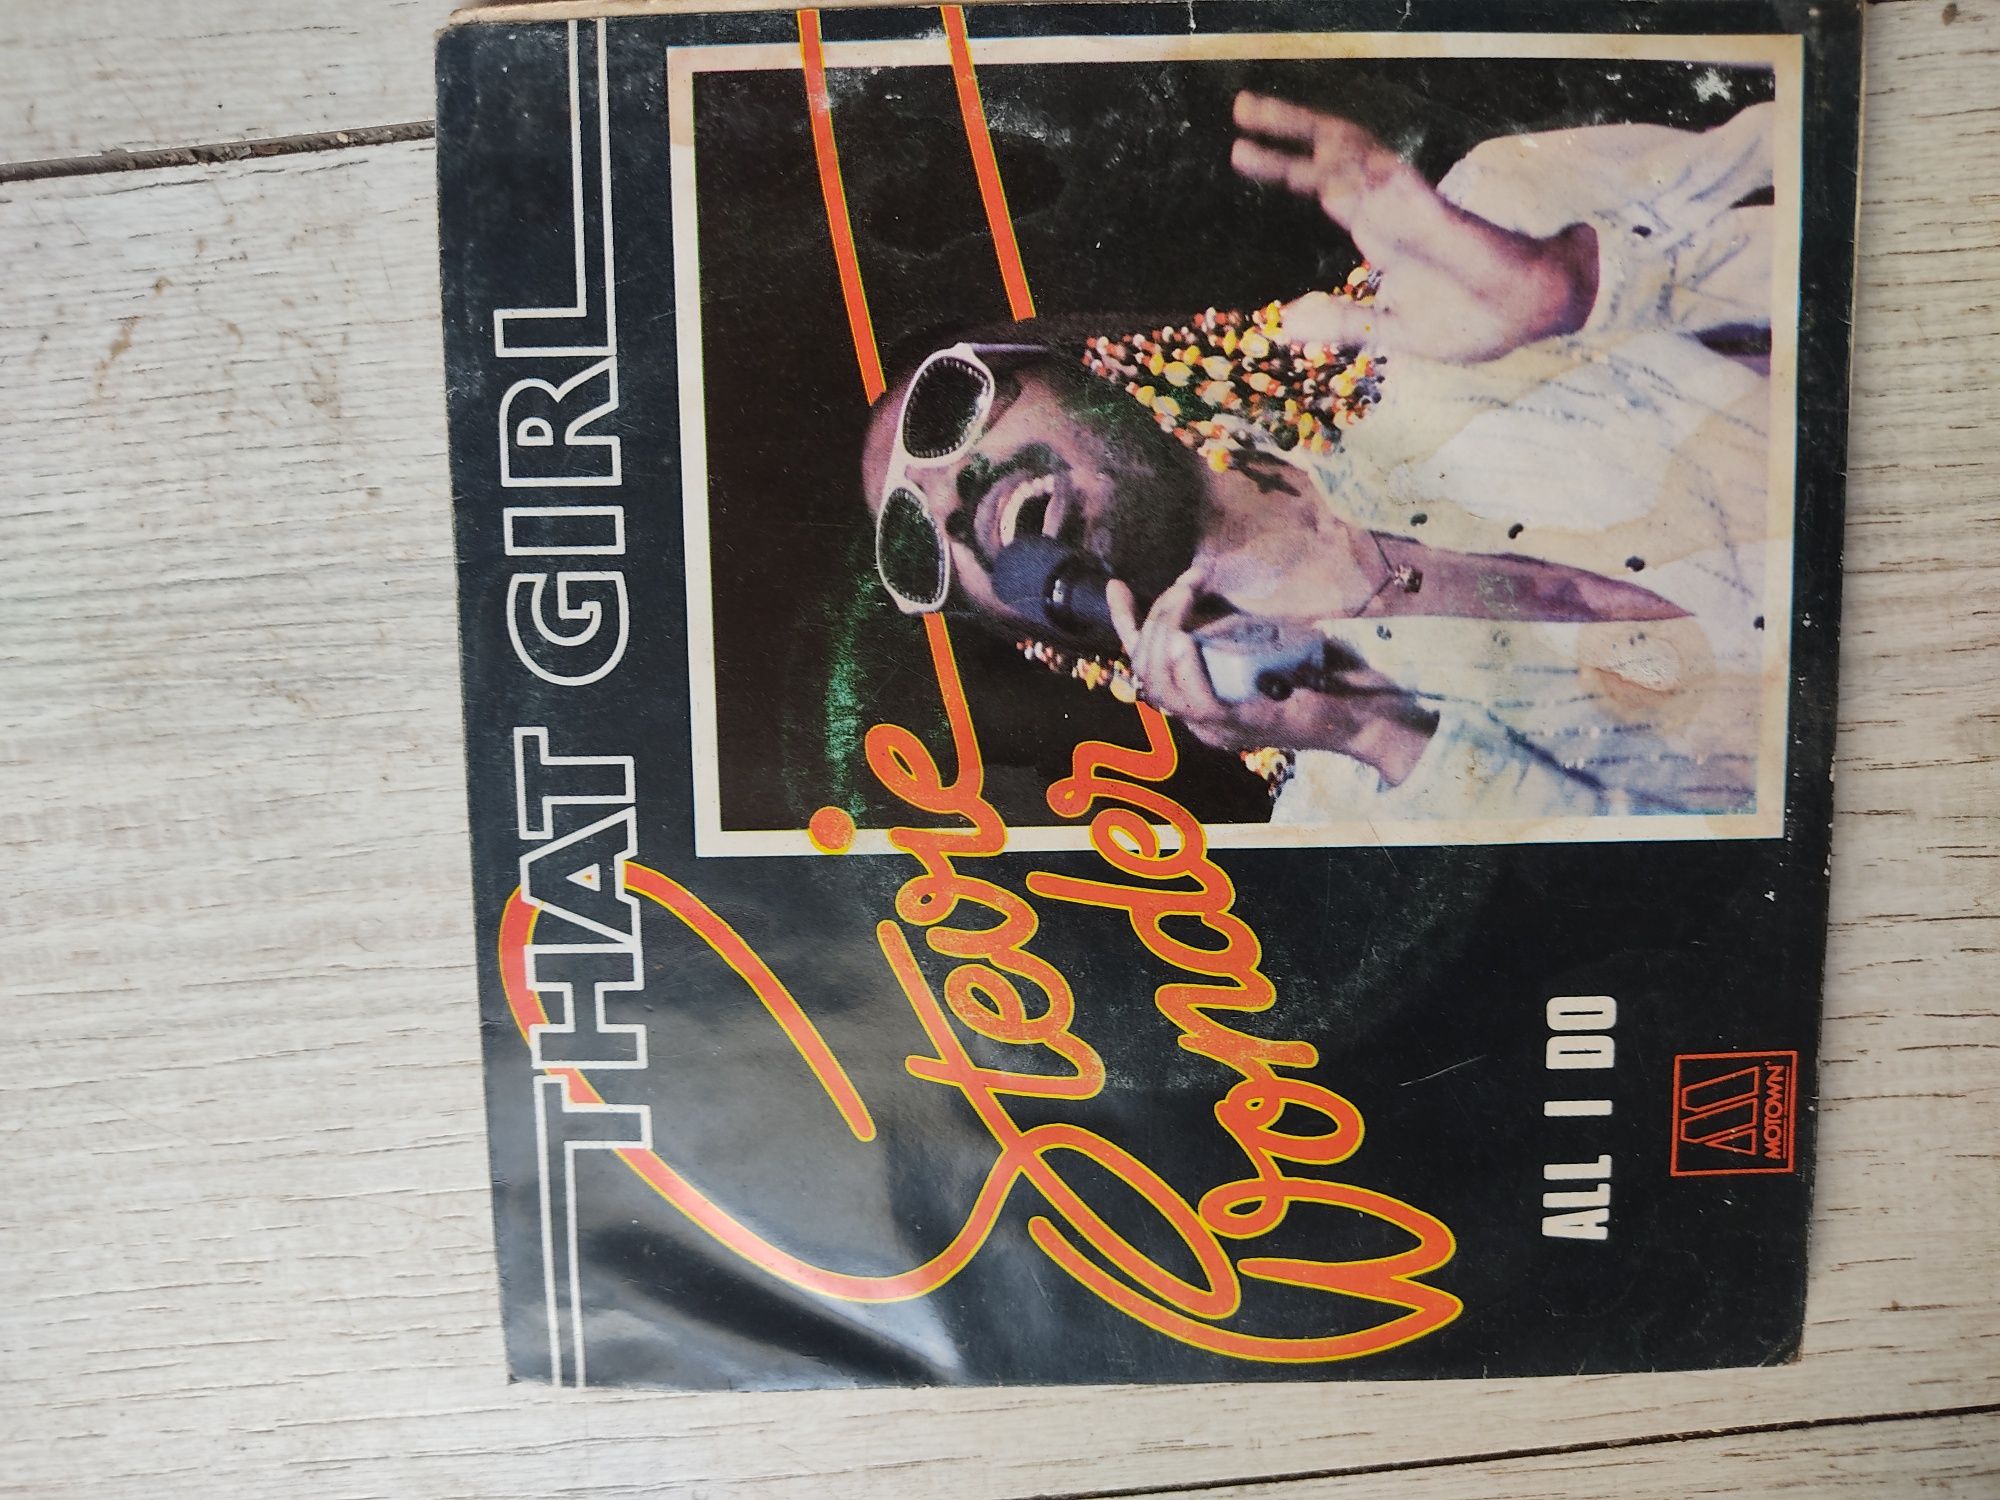 THAT GIRL
Stevie
Wonder
ALL I DO
MOTOWN